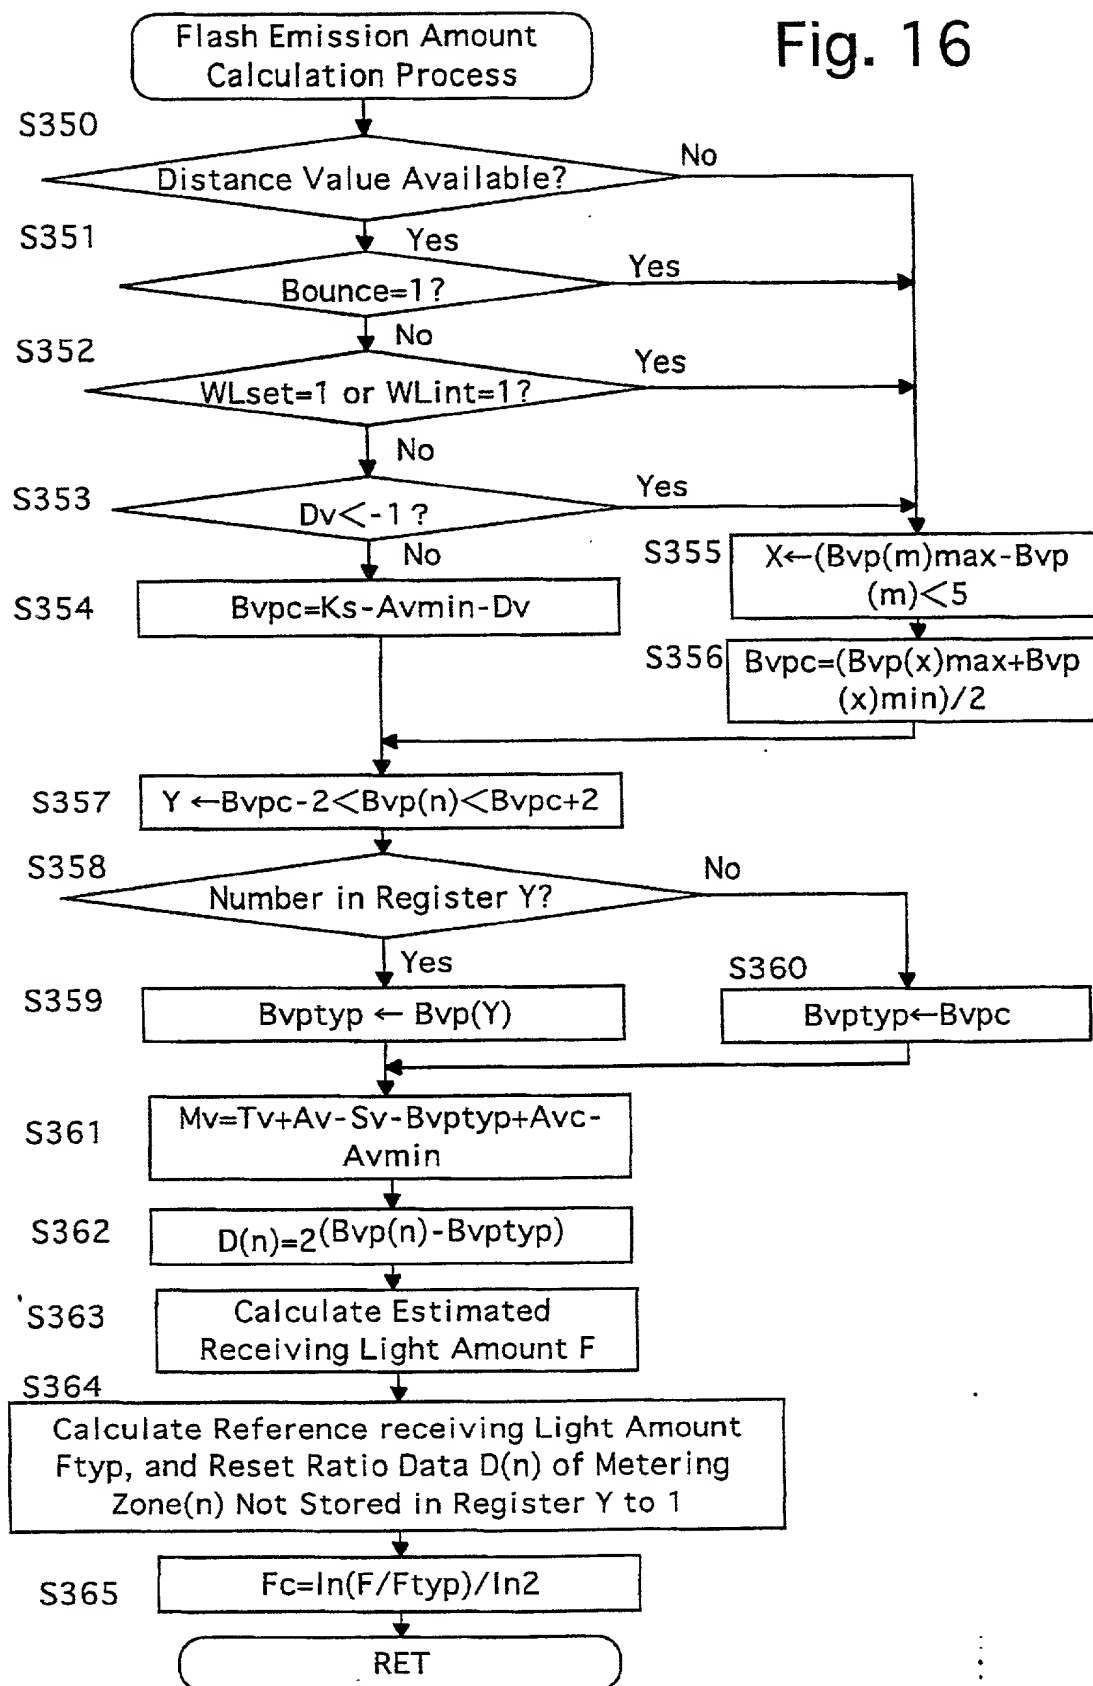 Fig. 16
Flash Emission Amount
Calculation Process
S350
Distance Value Available?
No
S351
Yes
Bounce=1?
Yes
S352
No
WLset=1 or WLint=1?
Yes
No
S353
Dv<-1?
Yes
No
S354
Bvpc=Ks-Avmin-Dv
S355
X←(Bvp(m)max-Bvp
(m)<5
S356
Bvpc=(Bvp(x)max+Bvp
(x)min)/2
S357
Y←Bvpc-2<Bvp(n)<Bvpc+2
S358
Number in Register Y?
No
Yes
S359
Bvptyp ← Bvp(Y)
S360
Bvptyp←Bvpc
S361
Mv=Tv+Av-Sv-Bvptyp+Avc-
Avmin
S362
D(n)=2(Bvp(n)-Bvptyp)
S363
Calculate Estimated
Receiving Light Amount F
S364
Calculate Reference receiving Light Amount
Ftyp, and Reset Ratio Data D(n) of Metering
Zone(n) Not Stored in Register Y to 1
S365
Fc=ln(F/Ftyp)/ln2
RET